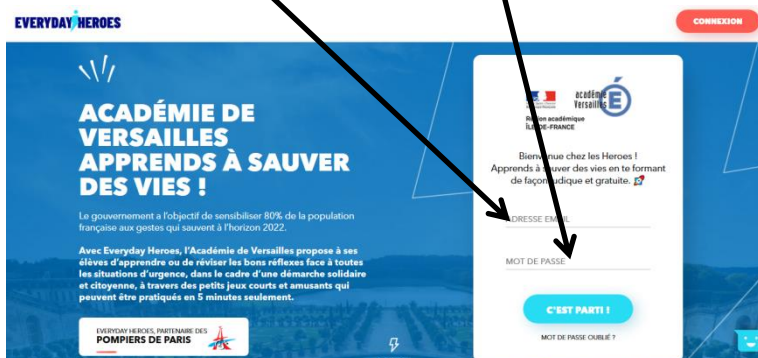 EVERYDAY HEROES
CONNEXION
ACADÉMIE DE
VERSAILLES
APPRENDS À SAUVER
DES VIES !
Le gouvernement a l'objectif de sensibiliser 80% de la population
française aux gestes qui sauvent à l'horizon 2022.
Avec Everyday Heroes, l'Académie de Versailles propose à ses
élèves d'apprendre ou de réviser les bons réflexes face à toutes
les situations d'urgence, dans le cadre d'une démarche solidaire
et citoyenne, à travers des petits jeux courts et amusants qui
peuvent être pratiqués en 5 minutes seulement.
EVERYDAY HEROES, PARTENAIRE DES
POMPIERS DE PARIS
académie
Versailles
Région académique
ÎLE-DE-FRANCE
Bienvenue chez les Heroes !
Apprends à sauver des vies en te formant
de façon ludique et gratuite.
ADRESSE EMAIL
MOT DE PASSE
C'EST PARTI !
MOT DE PASSE OUBLIÉ ?